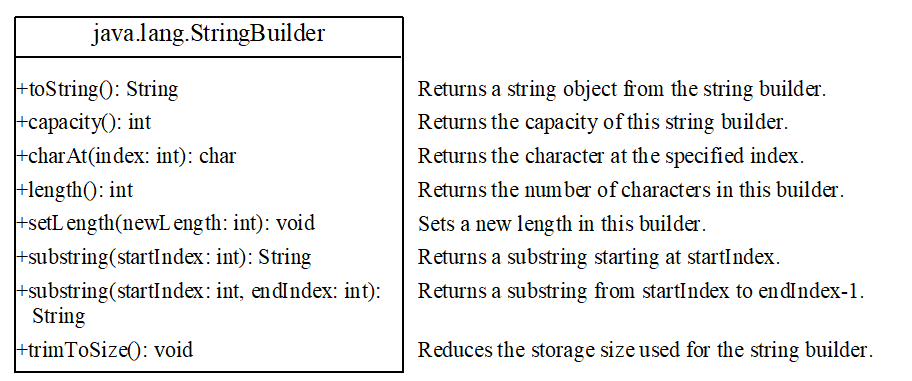 java.lang.StringBuilder
+toString(): String Returns a string object from the string builder.
+capacity(): int Returns the capacity of this string builder.
+charAt(index: int): char Returns the character at the specified index.
+length(): int Returns the number of characters in this builder.
+setLength(newLength: int): void Sets a new length in this builder.
+substring(startIndex: int): String Returns a substring starting at startIndex.
+substring(startIndex: int, endIndex: int): Returns a substring from startIndex to endIndex-1.
String
+trimToSize(): void Reduces the storage size used for the string builder.